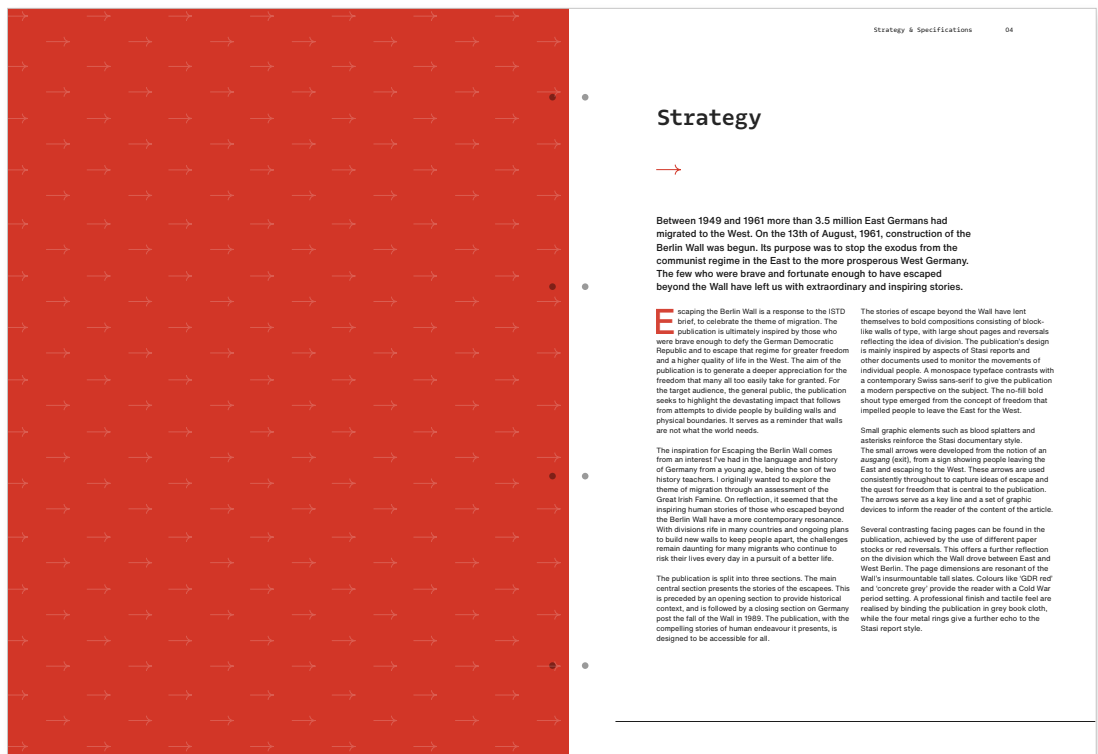 Strategy & Specifications 04
Strategy
Between 1949 and 1961 more than 3.5 million East Germans had
migrated to the West. On the 13th of August, 1961, construction of the
Berlin Wall was begun. Its purpose was to stop the exodus from the
communist regime in the East to the more prosperous West Germany.
The few who were brave and fortunate enough to have escaped
beyond the Wall have left us with extraordinary and inspiring stories.
Escaping the Berlin Wall is a response to the ISTD
brief, to celebrate the theme of migration. The
publication is ultimately inspired by those who
were brave enough to defy the German Democratic
Republic and to escape that regime for greater freedom
and a higher quality of life in the West. The aim of the
publication is to generate a deeper appreciation for the
freedom that many all too easily take for granted. For
the target audience, the general public, the publication
seeks to highlight the devastating impact that follows
from attempts to divide people by building walls and
physical boundaries. It serves as a reminder that walls
are not what the world needs.
The inspiration for Escaping the Berlin Wall comes
from an interest I've had in the language and history
of Germany from a young age, being the son of two
history teachers. I originally wanted to explore the
theme of migration through an assessment of the
Great Irish Famine. On reflection, it seemed that the
inspiring human stories of those who escaped beyond
the Berlin Wall have a more contemporary resonance.
With divisions rife in many countries and ongoing plans
to build new walls to keep people apart, the challenges
remain daunting for many migrants who continue to
risk their lives every day in a pursuit of a better life.
The publication is split into three sections. The main
central section presents the stories of the escapees. This
is preceded by an opening section to provide historical
context, and is followed by a closing section on Germany
post the fall of the Wall in 1989. The publication, with the
compelling stories of human endeavour it presents, is
designed to be accessible for all.
The stories of escape beyond the Wall have lent
themselves to bold compositions consisting of block-
like walls of type, with large shout pages and reversals
reflecting the idea of division. The publication's design
is mainly inspired by aspects of Stasi reports and
other documents used to monitor the movements of
individual people. A monospace typeface contrasts with
a contemporary Swiss sans-serif to give the publication
a modern perspective on the subject. The no-fill bold
shout type emerged from the concept of freedom that
impelled people to leave the East for the West.
Small graphic elements such as blood splatters and
asterisks reinforce the Stasi documentary style.
The small arrows were developed from the notion of an
ausgang (exit), from a sign showing people leaving the
East and escaping to the West. These arrows are used
consistently throughout to capture ideas of escape and
the quest for freedom that is central to the publication.
The arrows serve as a key line and a set of graphic
devices to inform the reader of the content of the article.
Several contrasting facing pages can be found in the
publication, achieved by the use of different paper
stocks or red reversals. This offers a further reflection
on the division which the Wall drove between East and
West Berlin. The page dimensions are resonant of the
Wall's insurmountable tall slates. Colours like 'GDR red'
and 'concrete grey' provide the reader with a Cold War
period setting. A professional finish and tactile feel are
realised by binding the publication in grey book cloth,
while the four metal rings give a further echo to the
Stasi report style.